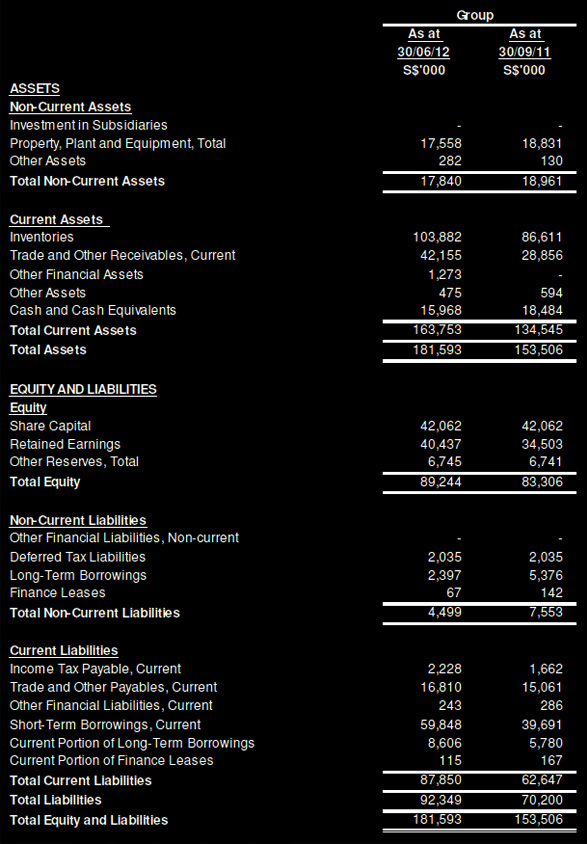 Group
As at As at
30/06/12 30/09/11
S$'000 S$'000
ASSETS
Non-Current Assets
Investment in Subsidiaries - -
Property, Plant and Equipment, Total 17,558 18,831
Other Assets 282 130
Total Non-Current Assets 17,840 18,961
Current Assets
Inventories 103,882 86,611
Trade and Other Receivables, Current 42,155 28,856
Other Financial Assets 1,273 -
Other Assets 475 594
Cash and Cash Equivalents 15,968 18,484
Total Current Assets 163,753 134,545
Total Assets 181,593 153,506
EQUITY AND LIABILITIES
Equity
Share Capital 42,062 42,062
Retained Earnings 40,437 34,503
Other Reserves, Total 6,745 6,741
Total Equity 89,244 83,306
Non-Current Liabilities
Other Financial Liabilities, Non-current - -
Deferred Tax Liabilities 2,035 2,035
Long-Term Borrowings 2,397 5,376
Finance Leases 67 142
Total Non-Current Liabilities 4,499 7,553
Current Liabilities
Income Tax Payable, Current 2,228 1,662
Trade and Other Payables, Current 16,810 15,061
Other Financial Liabilities, Current 243 286
Short-Term Borrowings, Current 59,848 39,691
Current Portion of Long-Term Borrowings 8,606 5,780
Current Portion of Finance Leases 115 167
Total Current Liabilities 87,850 62,647
Total Liabilities 92,349 70,200
Total Equity and Liabilities 181,593 153,506